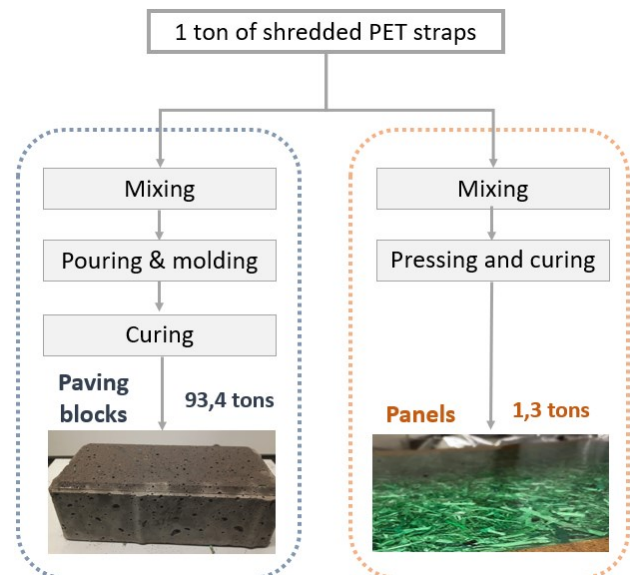 1 ton of shredded PET straps
Mixing
Pouring & molding
Curing
Paving
blocks
93,4 tons
Mixing
Pressing and curing
Panels
1,3 tons